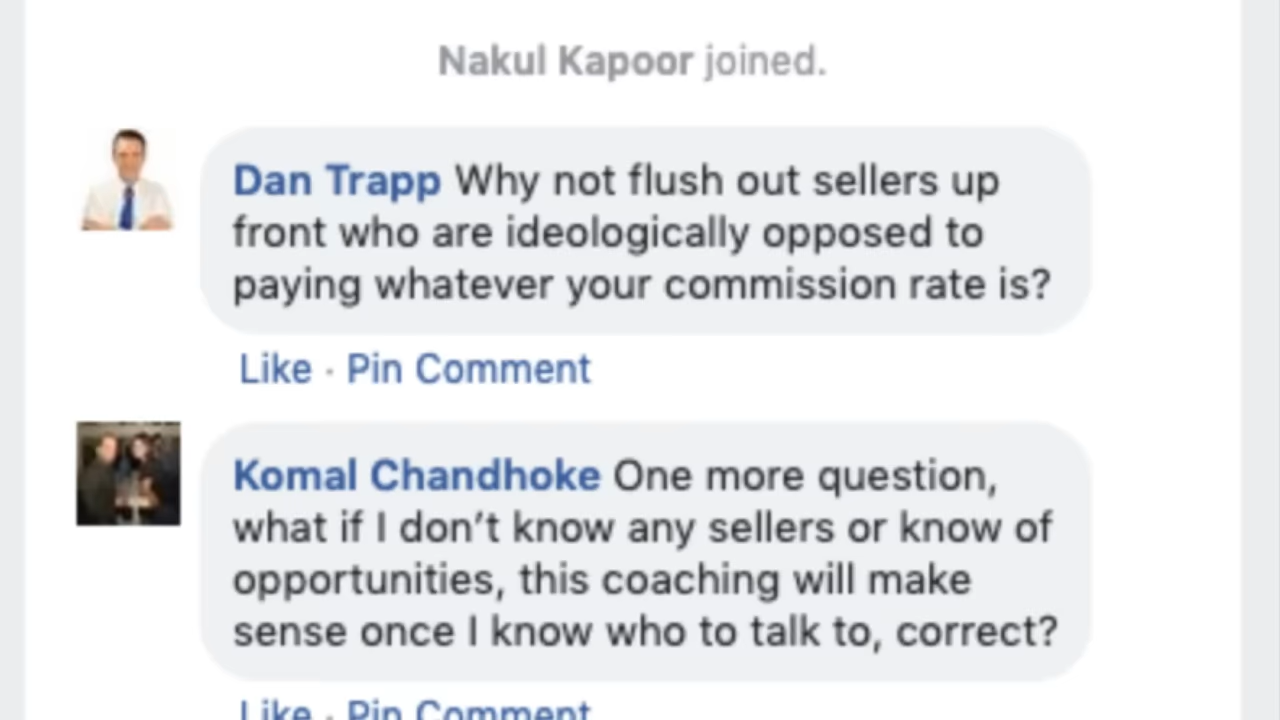 Nakul Kapoor joined.
Dan Trapp Why not flush out sellers up
front who are ideologically opposed to
paying whatever your commission rate is?
Like · Pin Comment
Komal Chandhoke One more question,
what if I don’t know any sellers or know of
opportunities, this coaching will make
sense once I know who to talk to, correct?
Like · Pin Comment